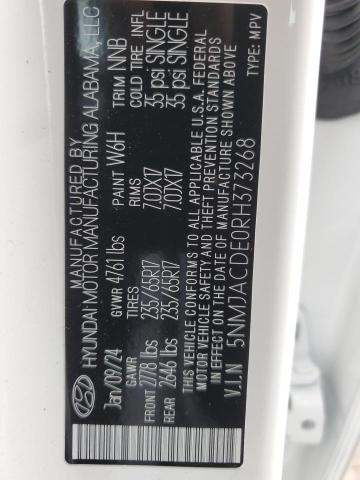 MANUFACTURED BY
HYUNDAI MOTOR MANUFACTURING ALABAMA, LLC
Jan/09/24 GVWR 4761 lbs PAINT W6H TRIM NNB
GAWR TIRES RIMS COLD TIRE INFL
FRONT 2778 lbs 235/65R17 7.0JX17 35 psi SINGLE
REAR 2646 lbs 235/65R17 7.0JX17 35 psi SINGLE
THIS VEHICLE CONFORMS TO ALL APPLICABLE U.S.A. FEDERAL
MOTOR VEHICLE SAFETY AND THEFT PREVENTION STANDARDS
IN EFFECT ON THE DATE OF MANUFACTURE SHOWN ABOVE
V.I.N 5NMJACDE0RH373268 TYPE: MPV